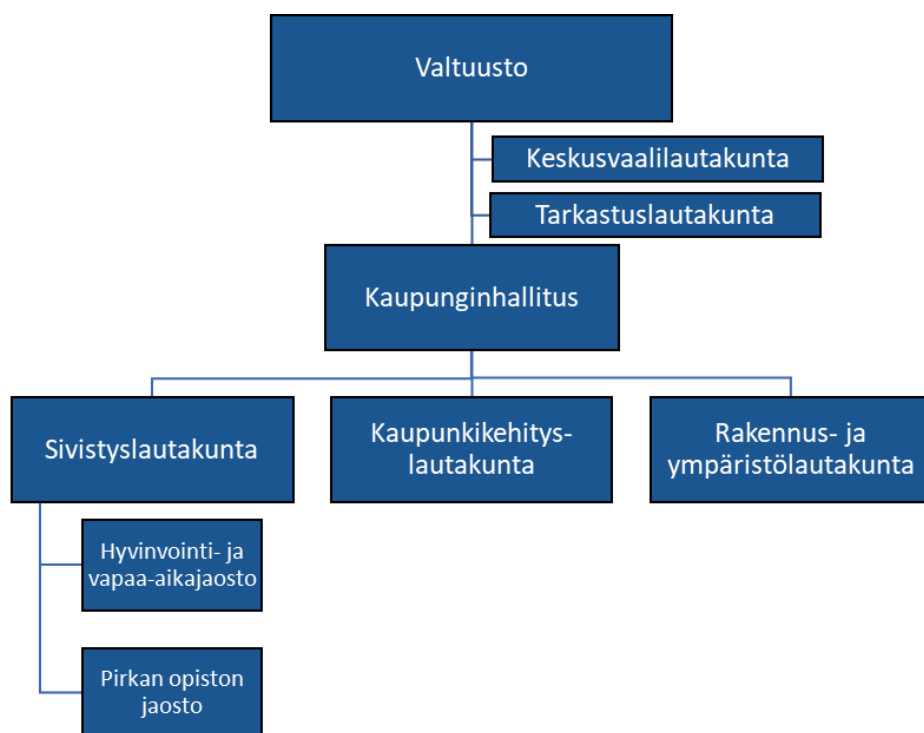 Valtuusto
Keskusvaalilautakunta
Tarkastuslautakunta
Kaupunginhallitus
Sivistyslautakunta
Kaupunkikehitys-
lautakunta
Rakennus- ja
ympäristölautakunta
Hyvinvointi- ja
vapaa-aikajaosto
Pirkan opiston
jaosto